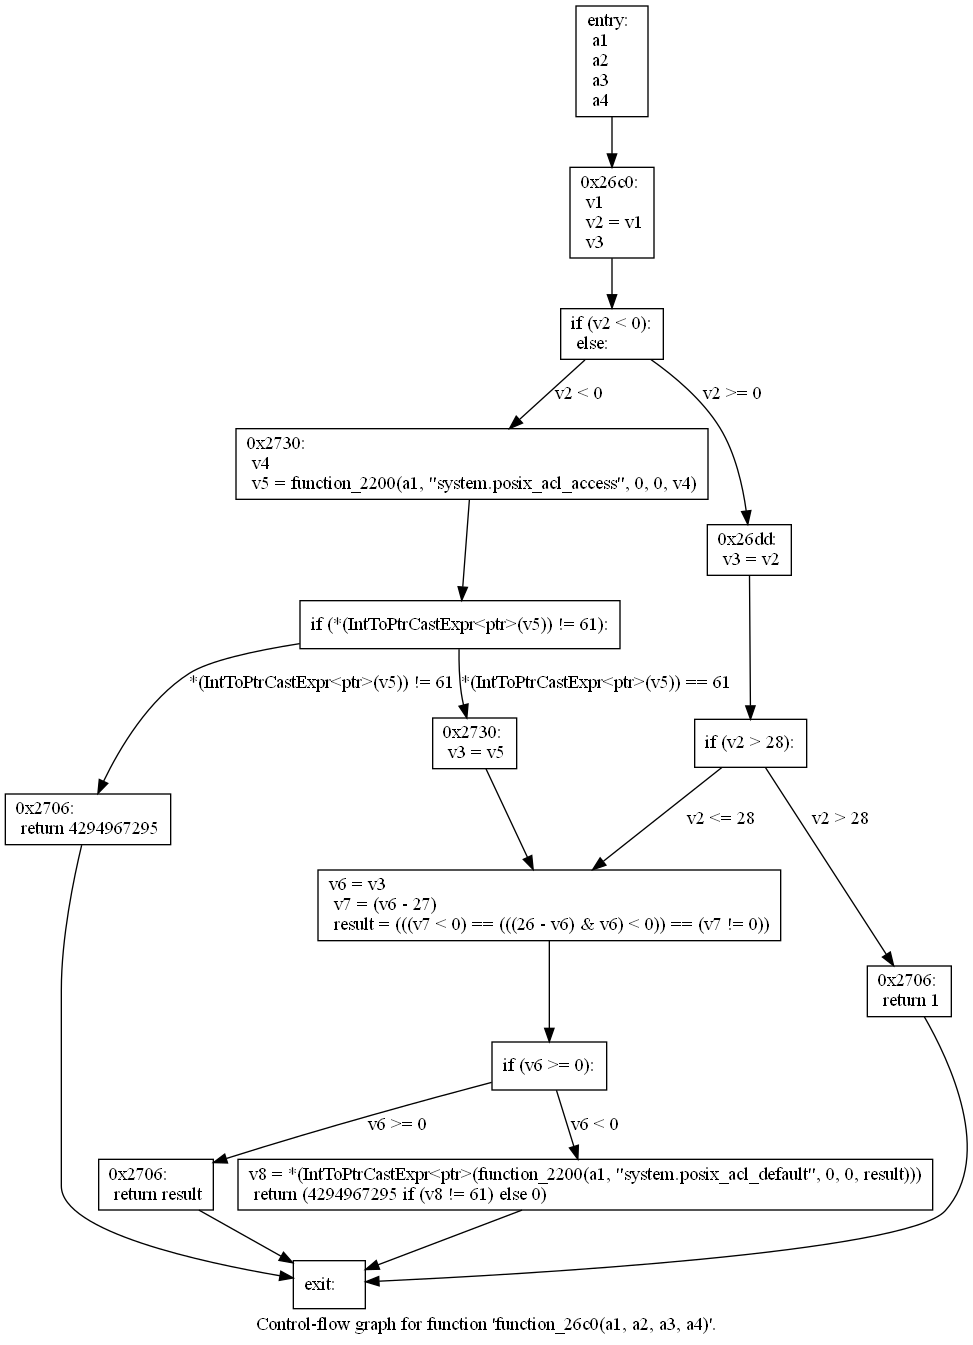 entry:
a1
a2
a3
a4
0x26c0:
v1
v2 = v1
v3
if (v2 < 0):
else:
v2 < 0
v2 >= 0
0x2730:
v4
v5 = function_2200(a1, "system.posix_acl_access", 0, 0, v4)
0x26dd:
v3 = v2
if (*(IntToPtrCastExpr<ptr>(v5)) != 61):
*(IntToPtrCastExpr<ptr>(v5)) != 61
*(IntToPtrCastExpr<ptr>(v5)) == 61
0x2730:
v3 = v5
if (v2 > 28):
0x2706:
return 4294967295
v2 <= 28
v2 > 28
v6 = v3
v7 = (v6 - 27)
result = (((v7 < 0) == (((26 - v6) & v6) < 0)) == (v7 != 0))
0x2706:
return 1
if (v6 >= 0):
v6 >= 0
v6 < 0
0x2706:
return result
v8 = *(IntToPtrCastExpr<ptr>(function_2200(a1, "system.posix_acl_default", 0, 0, result)))
return (4294967295 if (v8 != 61) else 0)
exit:
Control-flow graph for function 'function_26c0(a1, a2, a3, a4)'.